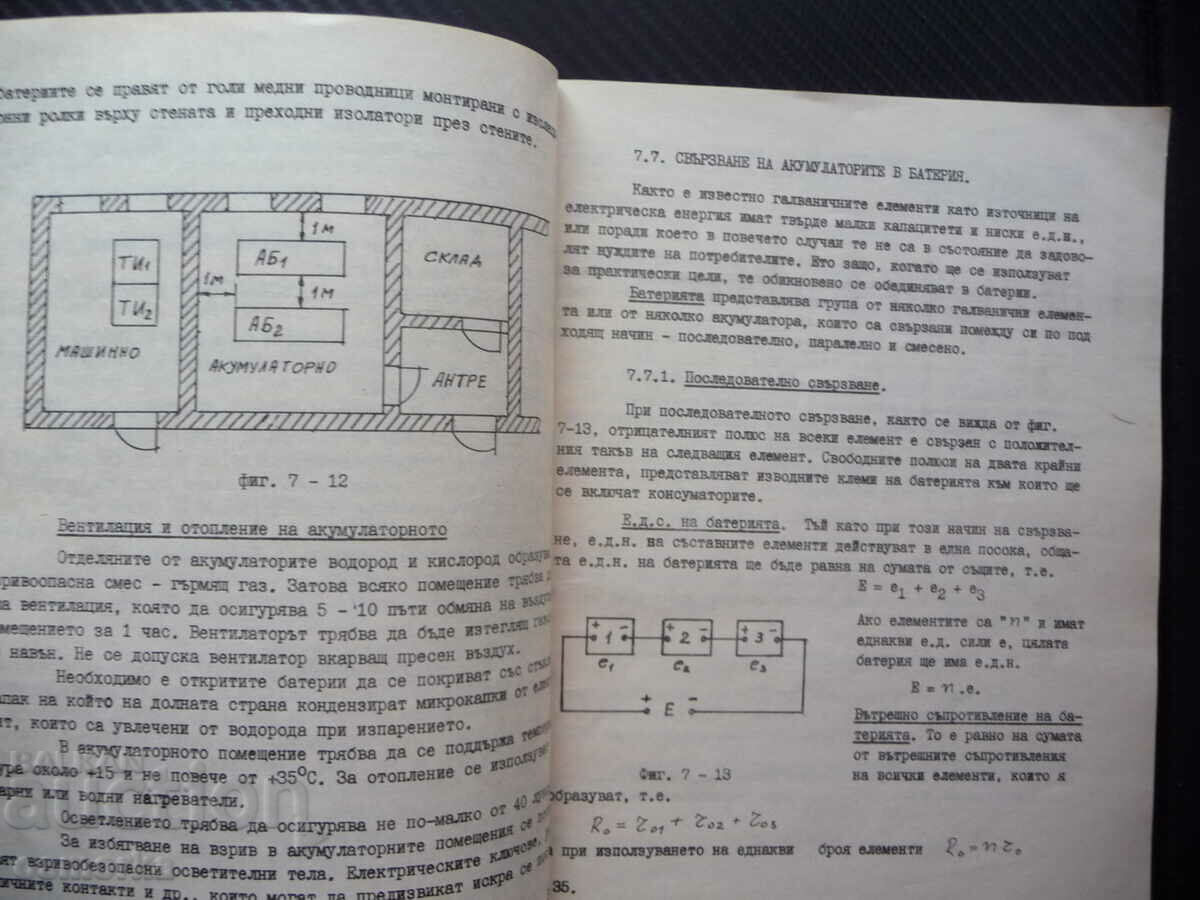 батериите се правят от голи медни проводници монтирани с
ролки върху стената и преходни изолатори през стените.
1м
ТИ1
АБ1
СКЛАД
1м
1м
ТИ2
АБ2
МАШИННО
АКУМУЛАТОРНО
АНТРЕ
фиг. 7 - 12
Вентилация и отопление на акумулаторното
Отделяните от акумулаторите водород и кислород
смес - гърмящ газ. Затова всяко помещение трябва
вентилация, която да осигурява 5 - 10 пъти обмяна на
за 1 час. Вентилаторът трябва да бъде изтеглящ
навън. Не се допуска вентилатор вкарващ пресен въздух.
Необходимо е откритите батерии да се покриват със
на който на долната страна кондензират микрокапки от
които са увлечени от водорода при изпарението.
В акумулаторното помещение трябва да се поддържа
около +15 и не повече от +35°С. За отопление се
или водни нагреватели.
Осветлението трябва да осигурява не по-малко от 40
За избягване на взрив в акумулаторните помещения се
взривобезопасни осветителни тела. Електрическите ключове,
контакти и др., които могат да предизвикат искра се
7.7. СВЪРЗВАНЕ НА АКУМУЛАТОРИТЕ В БАТЕРИЯ.
Както е известно галваничните елементи като източници на
електрическа енергия имат твърде малки капацитети и ниски е.д.н.,
или поради което в повечето случаи те не са в състояние да задово-
лят нуждите на потребителите. Ето защо, когато ще се използуват
за практически цели, те обикновено се обединяват в батерии.
Батерията представлява група от няколко галванични елемен-
та или от няколко акумулатора, които са свързани помежду си по под
ходящ начин - последователно, паралелно и смесено.
7.7.1. Последователно свързване.
При последователното свързване, както се вижда от фиг.
7-13, отрицателният полюс на всеки елемент е свързан с положител-
ния такъв на следващия елемент. Свободните полюси на двата крайни
елемента, представляват изводните клеми на батерията към които ще
се включат консуматорите.
Е.д.с. на батерията. Тъй като при този начин на свързва-
не, е.д.н. на съставните елементи действуват в една посока, обща-
та е.д.н. на батерията ще бъде равна на сумата от същите, т.е.
E = e1 + e2 + e3
+ 1 - + 2 - + 3 -
e1 e2 e3
+ E -
Ако елементите са "n" и имат
еднакви е.д. сили е, цялата
батерия ще има е.д.н.
E = n.e.
Вътрешно съпротивление на ба-
терията. То е равно на сумата
от вътрешните съпротивления
на всички елементи, които я
Фиг. 7 - 13
образуват, т.е.
R0 = r01 + r02 + r03
при използуването на еднакви броя елементи R0 = nr0
35.
BALKAN
auction